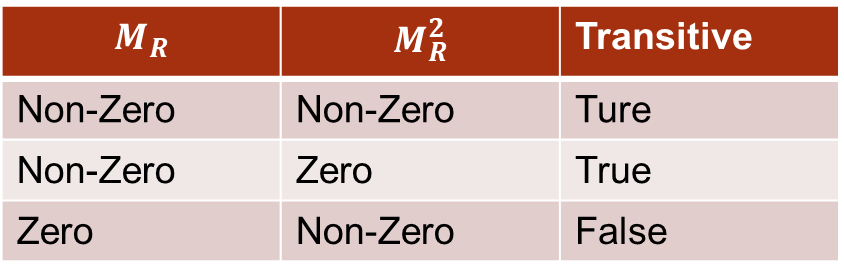 M_R M_R^2 Transitive
Non-Zero Non-Zero Ture
Non-Zero Zero True
Zero Non-Zero False